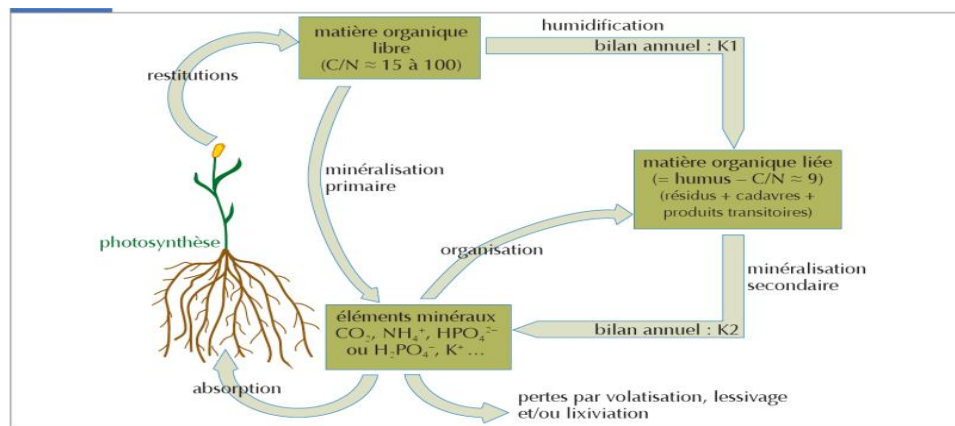 matière organique
libre
(C/N ≈ 15 à 100)
humidification
bilan annuel : K1
restitutions
minéralisation
primaire
matière organique liée
(= humus – C/N ≈ 9)
(résidus + cadavres +
produits transitoires)
photosynthèse
organisation
minéralisation
secondaire
éléments minéraux
CO₂, NH₄⁺, HPO₄²⁻
ou H₂PO₄⁻, K⁺ ...
bilan annuel : K2
absorption
pertes par volatisation, lessivage
et/ou lixiviation